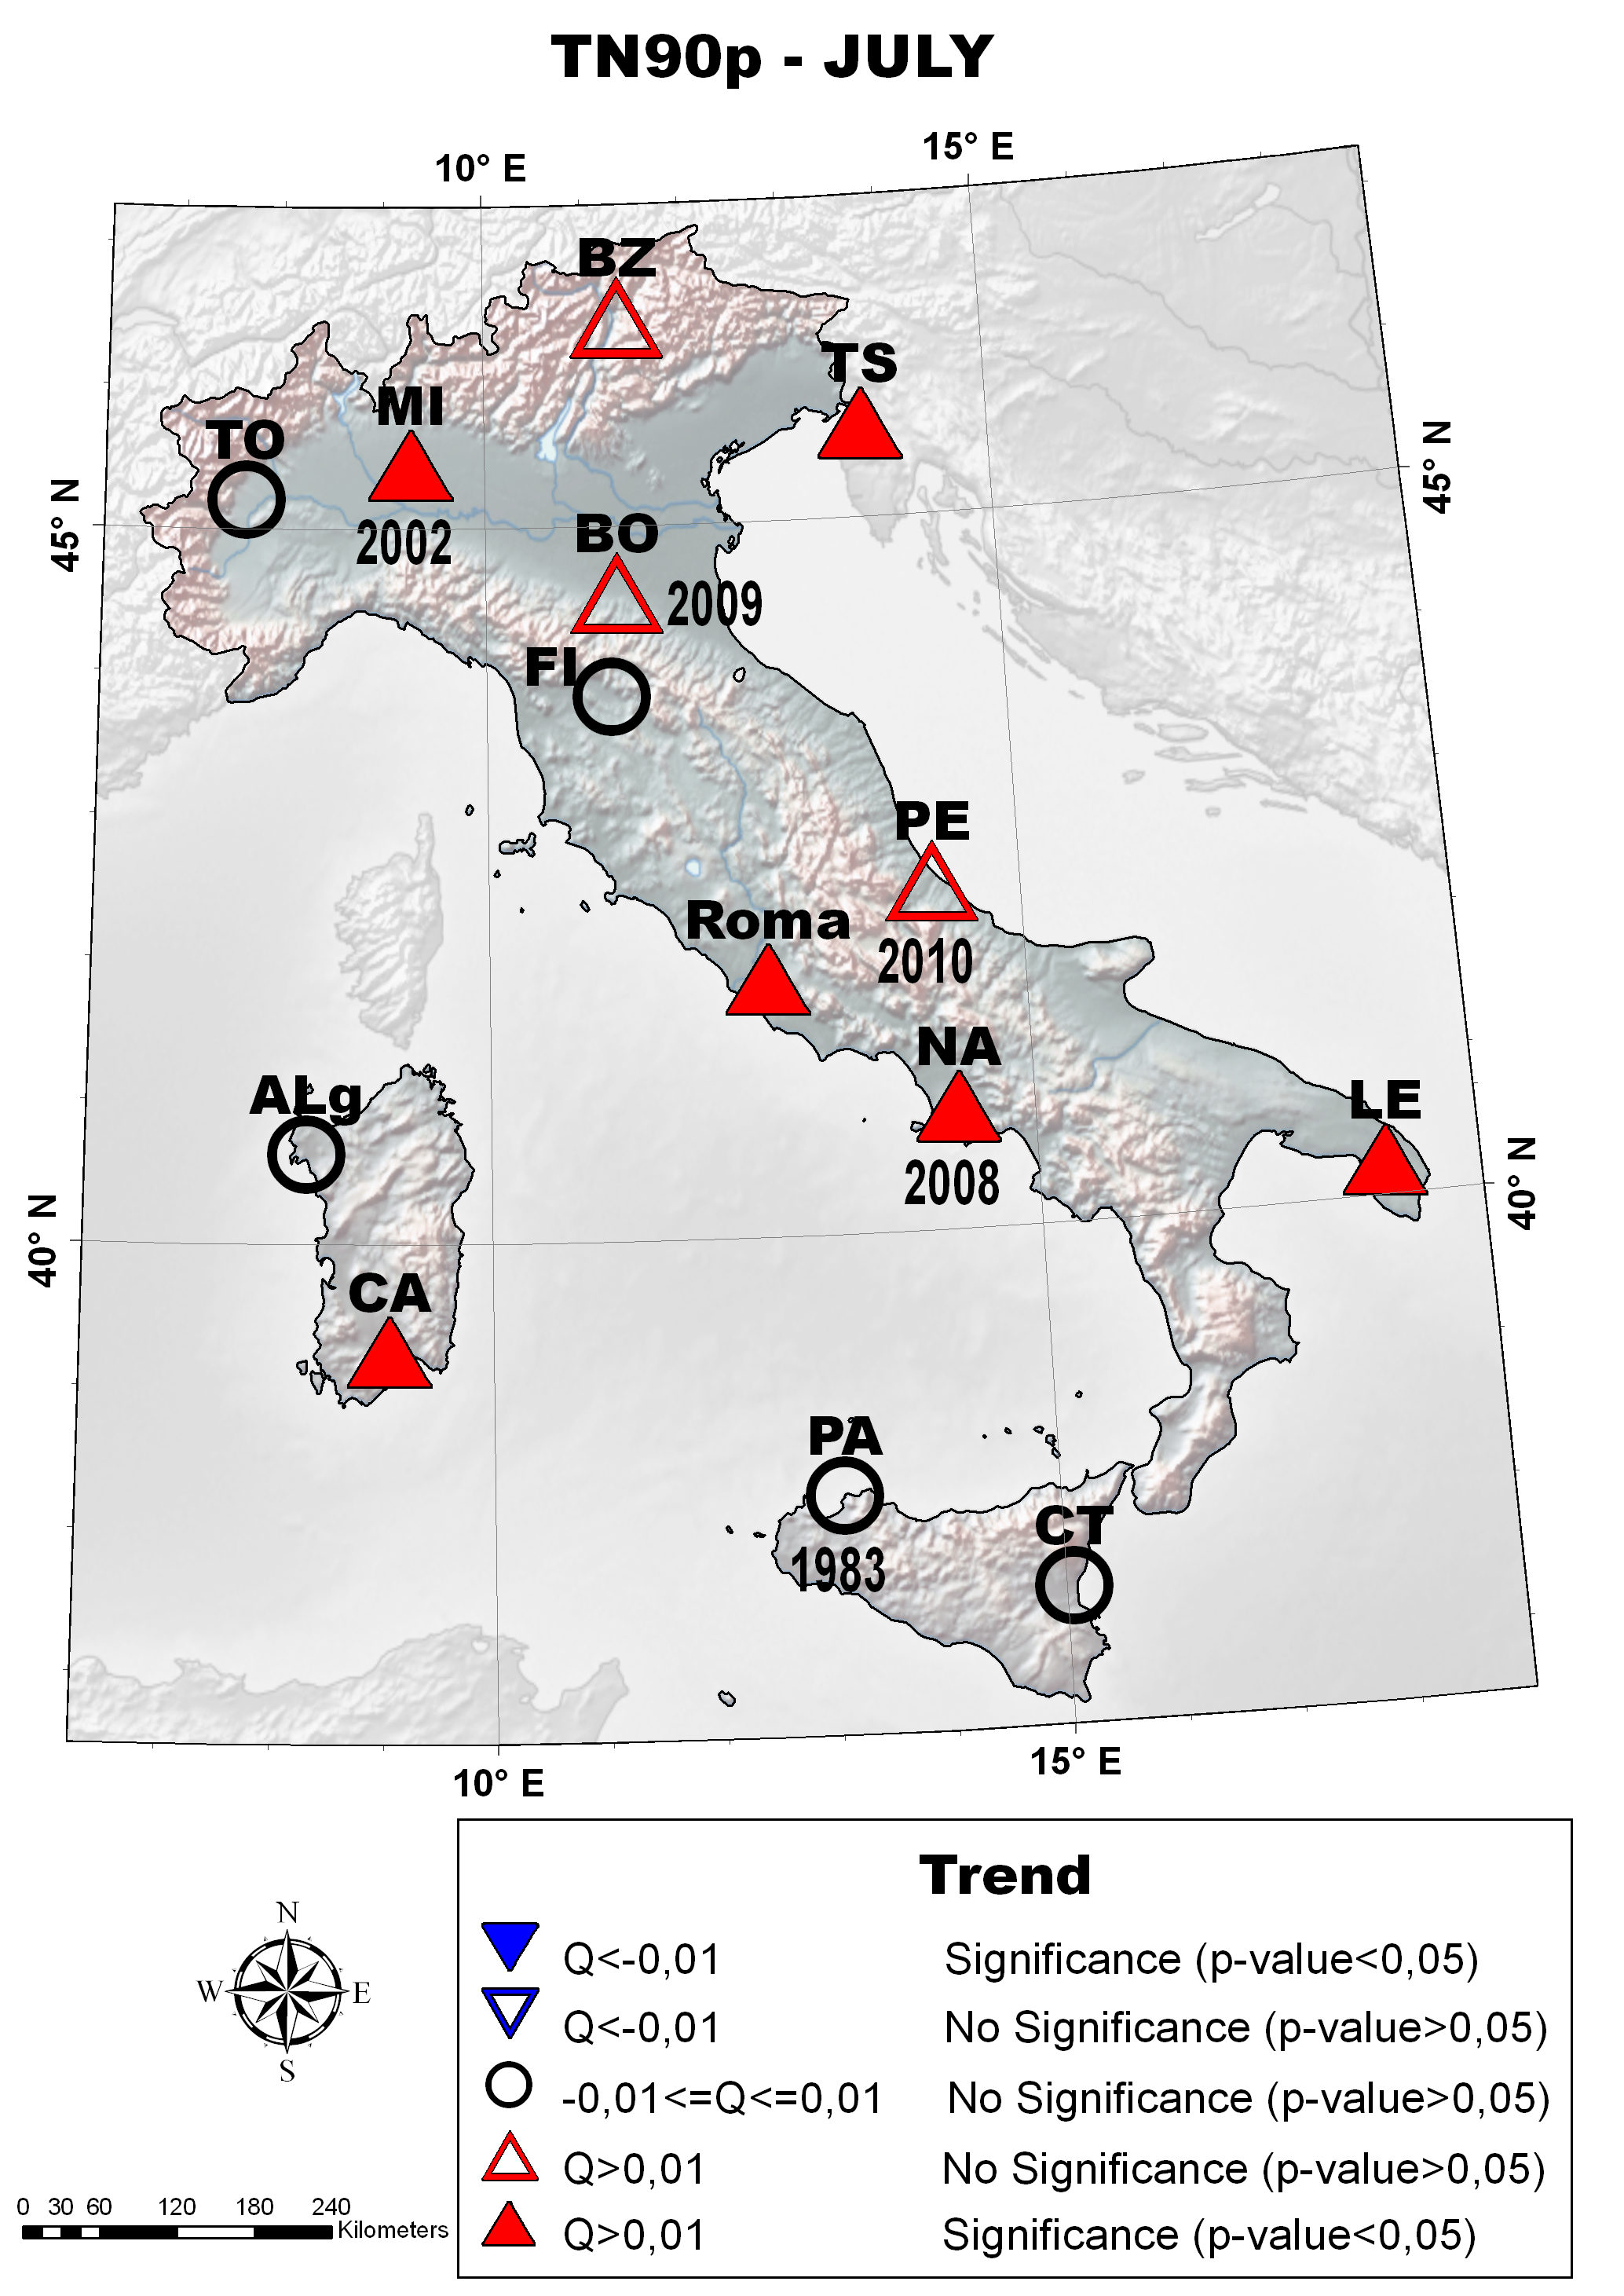 TN90p - JULY
10° E
15° E
BZ
TS
MI
TO
45° N
45° N
2002
BO
2009
FI
PE
Roma
2010
NA
ALg
LE
2008
40° N
40° N
CA
PA
CT
1983
10° E
15° E
Trend
Q<-0,01 Significance (p-value<0,05)
Q<-0,01 No Significance (p-value>0,05)
-0,01<=Q<=0,01 No Significance (p-value>0,05)
Q>0,01 No Significance (p-value>0,05)
Q>0,01 Significance (p-value<0,05)
N
W E
S
0 30 60 120 180 240
Kilometers